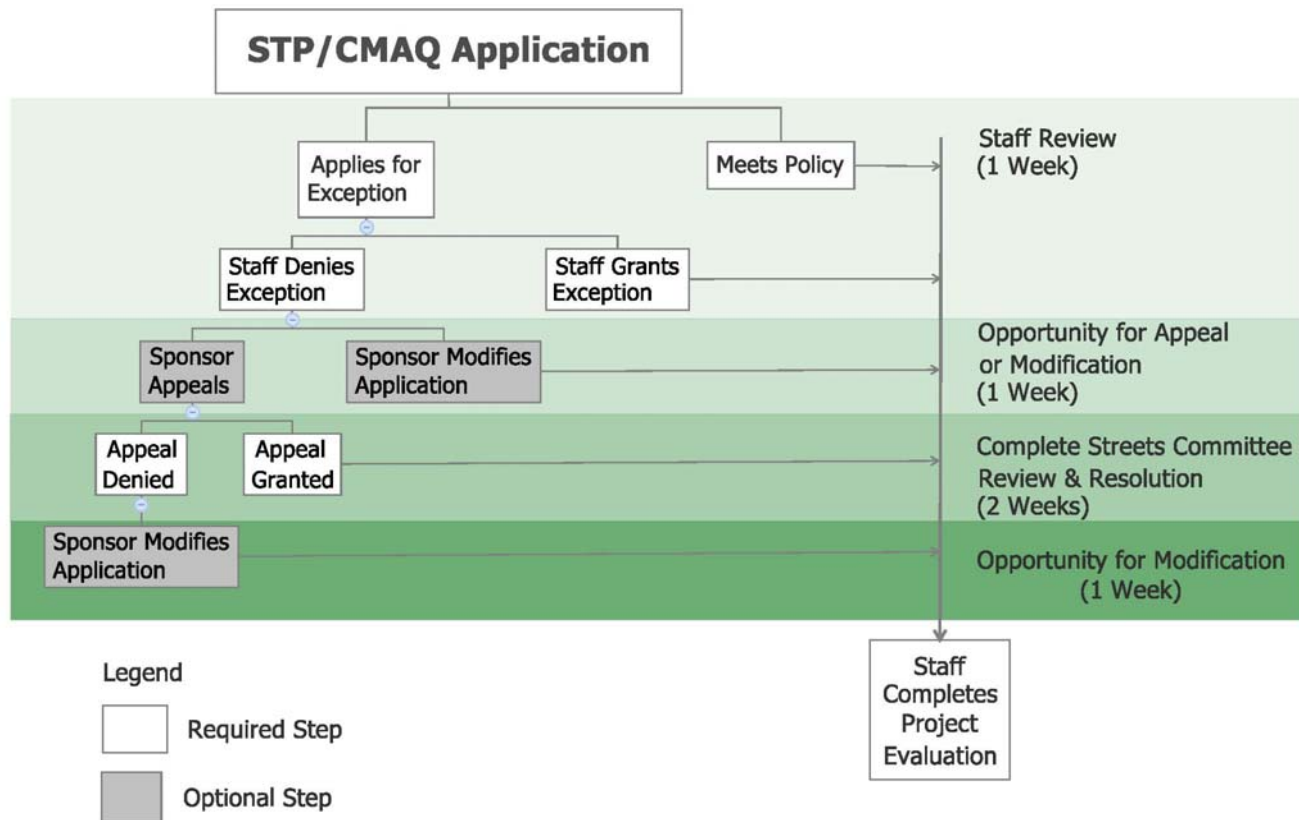 STP/CMAQ Application
Applies for
Exception
Meets Policy
Staff Review
(1 Week)
Staff Denies
Exception
Staff Grants
Exception
Sponsor
Appeals
Sponsor Modifies
Application
Opportunity for Appeal
or Modification
(1 Week)
Appeal
Denied
Appeal
Granted
Complete Streets Committee
Review & Resolution
(2 Weeks)
Sponsor Modifies
Application
Opportunity for Modification
(1 Week)
Staff
Completes
Project
Evaluation
Legend
Required Step
Optional Step